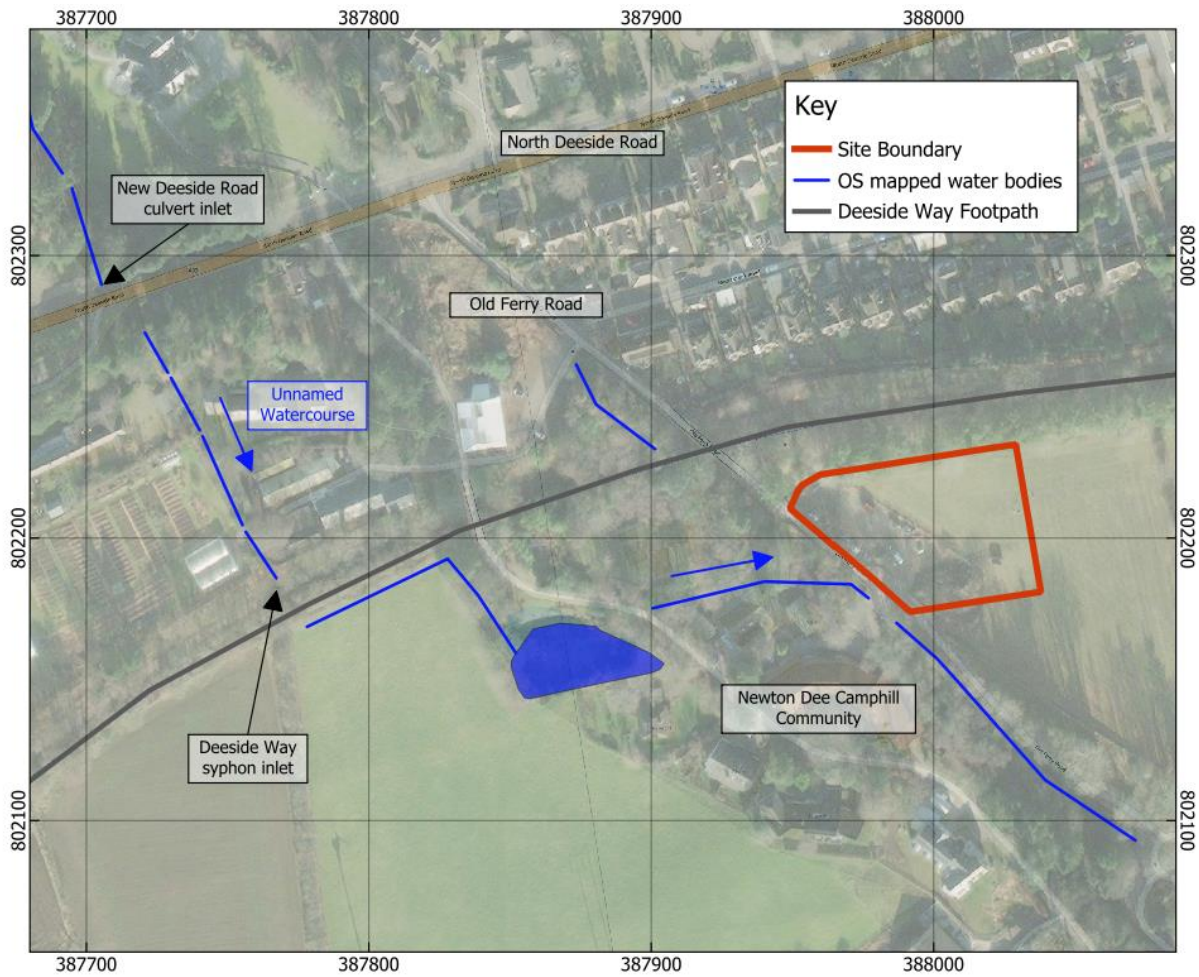 387700
387800
387900
388000
Key
Site Boundary
OS mapped water bodies
Deeside Way Footpath
North Deeside Road
New Deeside Road
culvert inlet
802300
802300
Old Ferry Road
Unnamed
Watercourse
802200
802200
Newton Dee Camphill
Community
Deeside Way
syphon inlet
802100
802100
387700
387800
387900
388000